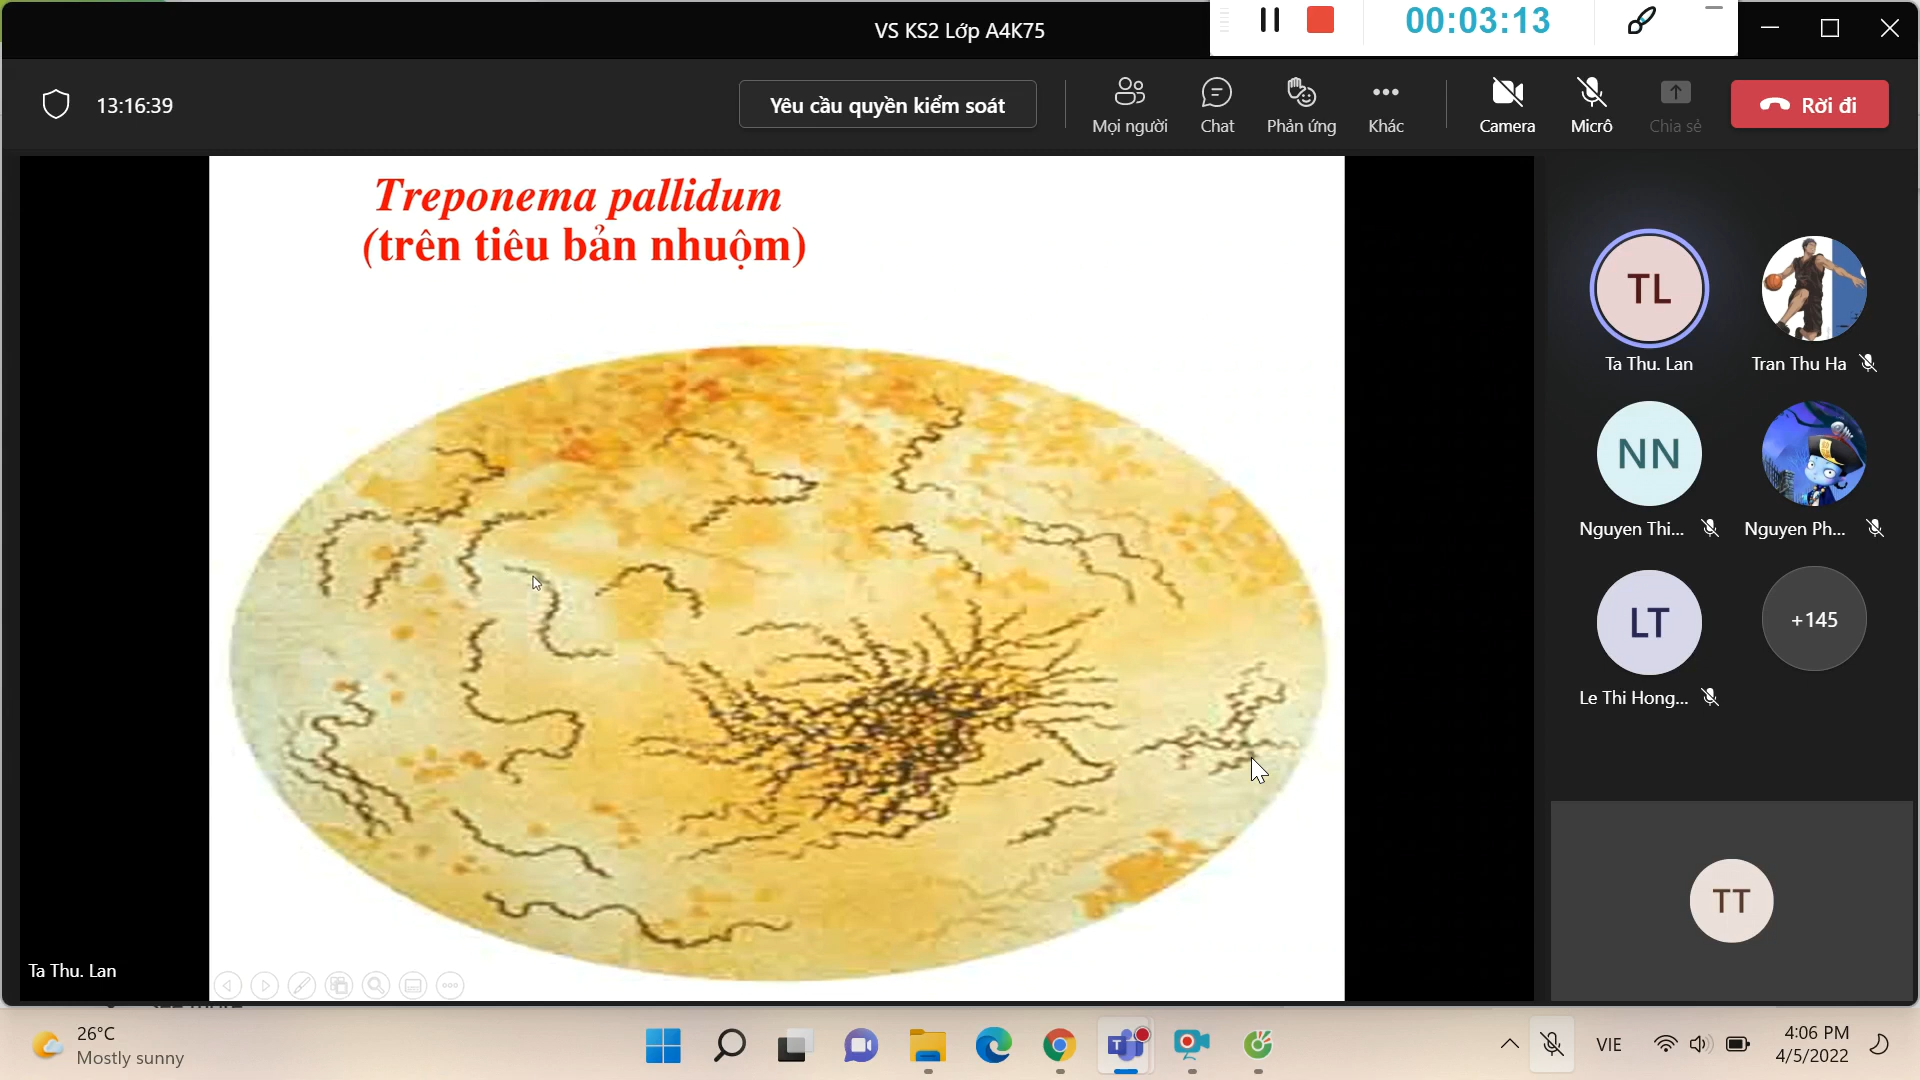 VS KS2 Lớp A4K75
00:03:13
13:16:39
Yêu cầu quyền kiểm soát
Mọi người
Chat
Phản ứng
Khác
Camera
Micrô
Chia sẻ
Rời đi
Treponema pallidum
(trên tiêu bản nhuộm)
TL
Ta Thu. Lan
Tran Thu Ha
NN
Nguyen Thi...
Nguyen Ph...
LT
Le Thi Hong...
+145
TT
Ta Thu. Lan
26°C
Mostly sunny
VIE
4:06 PM
4/5/2022